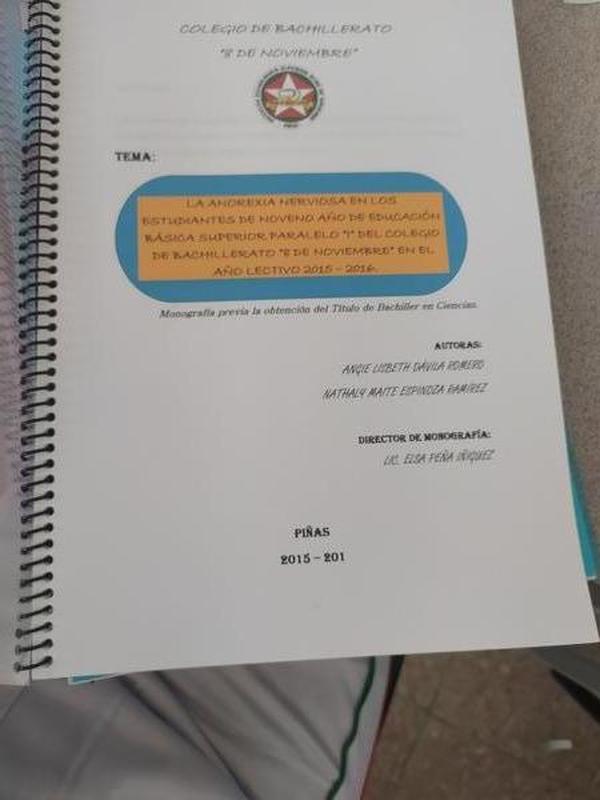 COLEGIO DE BACHILLERATO
"8 DE NOVIEMBRE"
TEMA:
LA ANOREXIA NERVIOSA EN LOS
ESTUDIANTES DE NOVENO AÑO DE EDUCACIÓN
BÁSICA SUPERIOR PARALELO "I" DEL COLEGIO
DE BACHILLERATO "8 DE NOVIEMBRE" EN EL
AÑO LECTIVO 2015 – 2016.
Monografía previa la obtención del Título de Bachiller en Ciencias.
AUTORAS:
ANGIE LISBETH DÁVILA ROMERO
NATHALY MAITE ESPINOZA RAMÍREZ
DIRECTOR DE MONOGRAFÍA:
LIC. ELSA PEÑA IÑIGUEZ
PIÑAS
2015 – 201